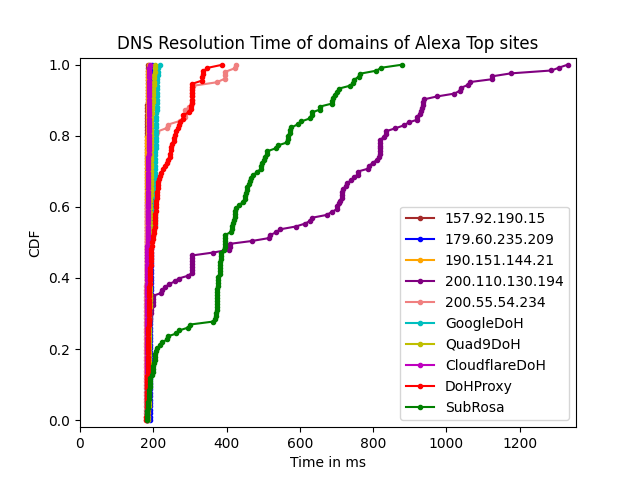 DNS Resolution Time of domains of Alexa Top sites
1.0
0.8
0.6
0.4
0.2
0.0
CDF
157.92.190.15
179.60.235.209
190.151.144.21
200.110.130.194
200.55.54.234
GoogleDoH
Quad9DoH
CloudflareDoH
DoHProxy
SubRosa
0 200 400 600 800 1000 1200
Time in ms